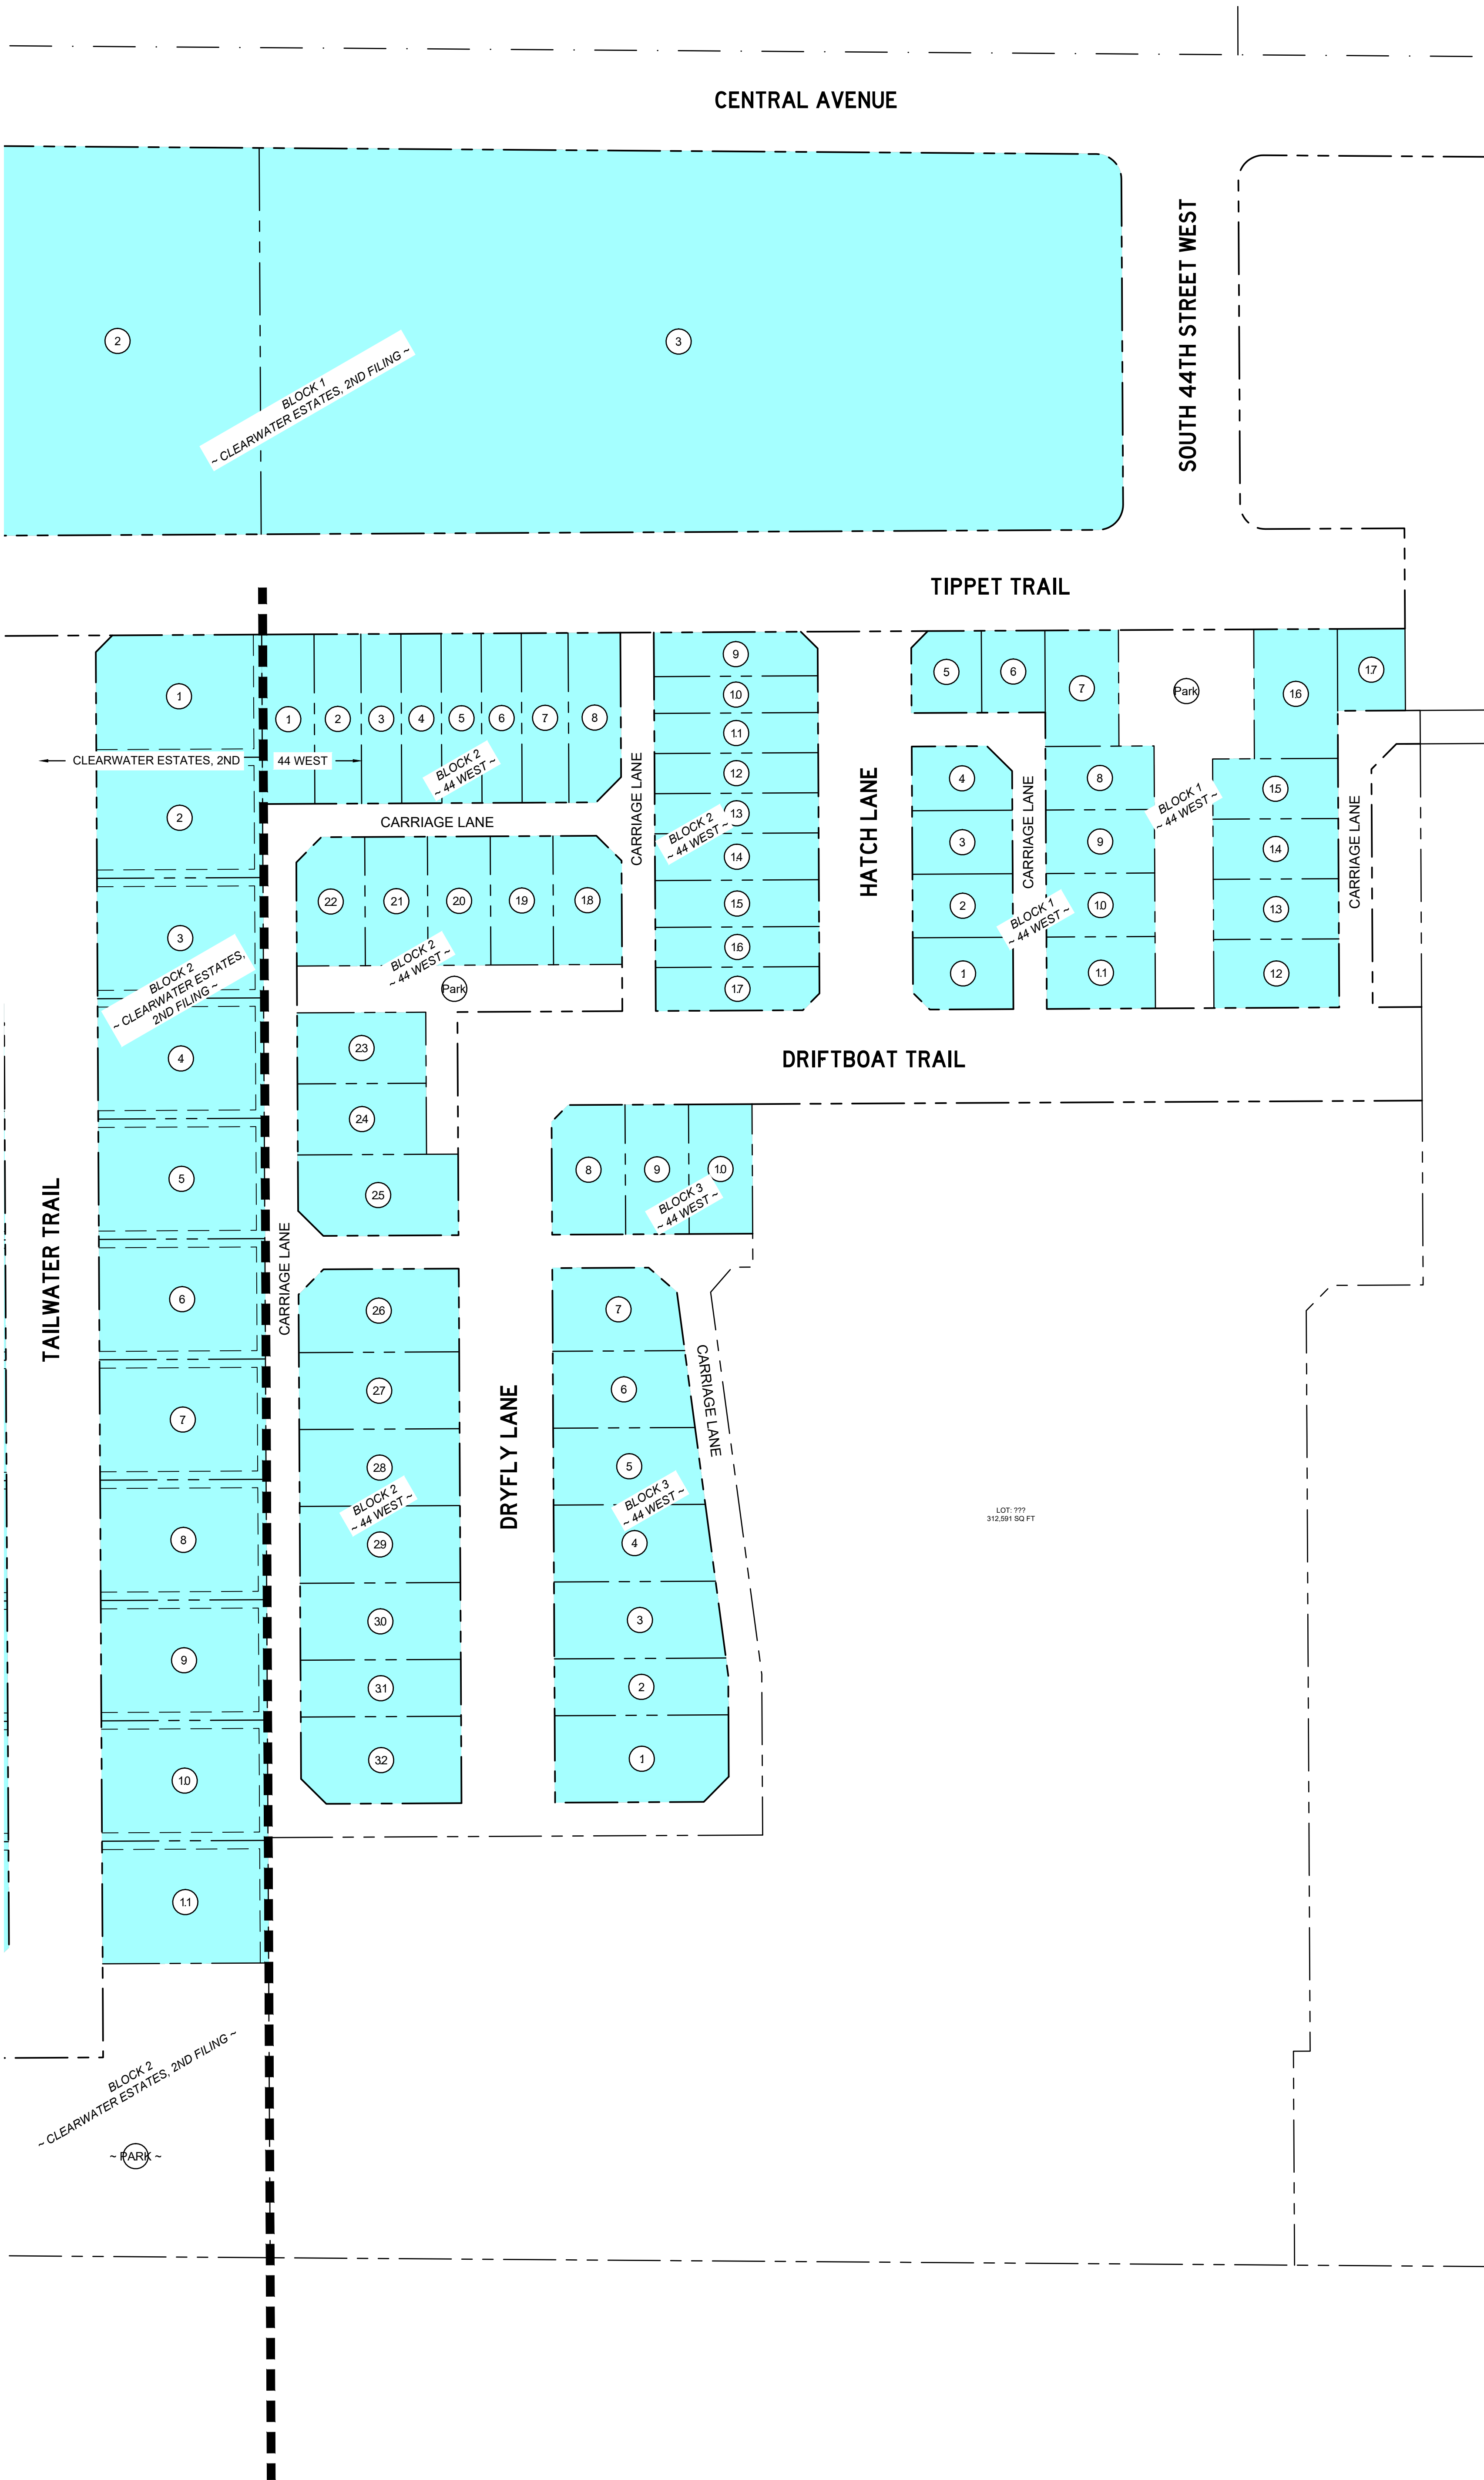 CENTRAL AVENUE
SOUTH 44TH STREET WEST
2
3
BLOCK 1
~ CLEARWATER ESTATES, 2ND FILING ~
TIPPET TRAIL
1
CLEARWATER ESTATES, 2ND
44 WEST
2
3
BLOCK 2
~ CLEARWATER ESTATES,
2ND FILING ~
4
5
6
7
8
9
10
11
TAILWATER TRAIL
1
2
3
4
5
6
7
8
BLOCK 2
~ 44 WEST ~
CARRIAGE LANE
CARRIAGE LANE
22
21
20
19
18
BLOCK 2
~ 44 WEST ~
Park
9
10
11
12
13
BLOCK 2
~ 44 WEST ~
14
15
16
17
HATCH LANE
5
6
7
Park
16
17
4
3
2
1
CARRIAGE LANE
BLOCK 1
~ 44 WEST ~
8
9
10
11
BLOCK 1
~ 44 WEST ~
15
14
13
12
CARRIAGE LANE
DRIFTBOAT TRAIL
23
24
25
CARRIAGE LANE
26
27
28
BLOCK 2
~ 44 WEST ~
29
30
31
32
DRYFLY LANE
8
9
10
BLOCK 3
~ 44 WEST ~
7
6
5
BLOCK 3
~ 44 WEST ~
4
3
2
1
CARRIAGE LANE
LOT: ???
312,591 SQ FT
BLOCK 2
~ CLEARWATER ESTATES, 2ND FILING ~
~ PARK ~